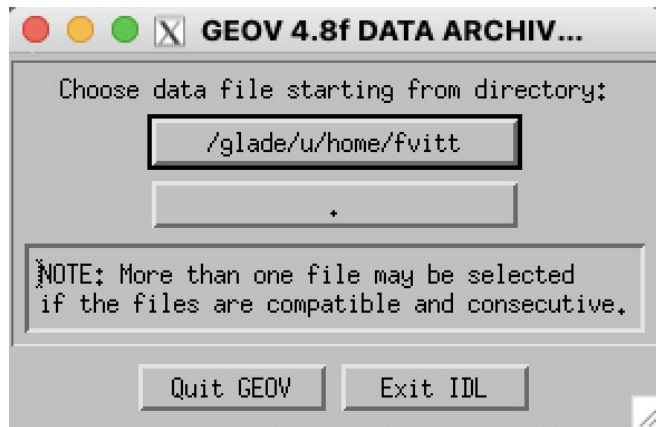 GEOV 4.8f DATA ARCHIV...
Choose data file starting from directory:
/glade/u/home/fvitt
.
NOTE: More than one file may be selected
if the files are compatible and consecutive.
Quit GEOV Exit IDL